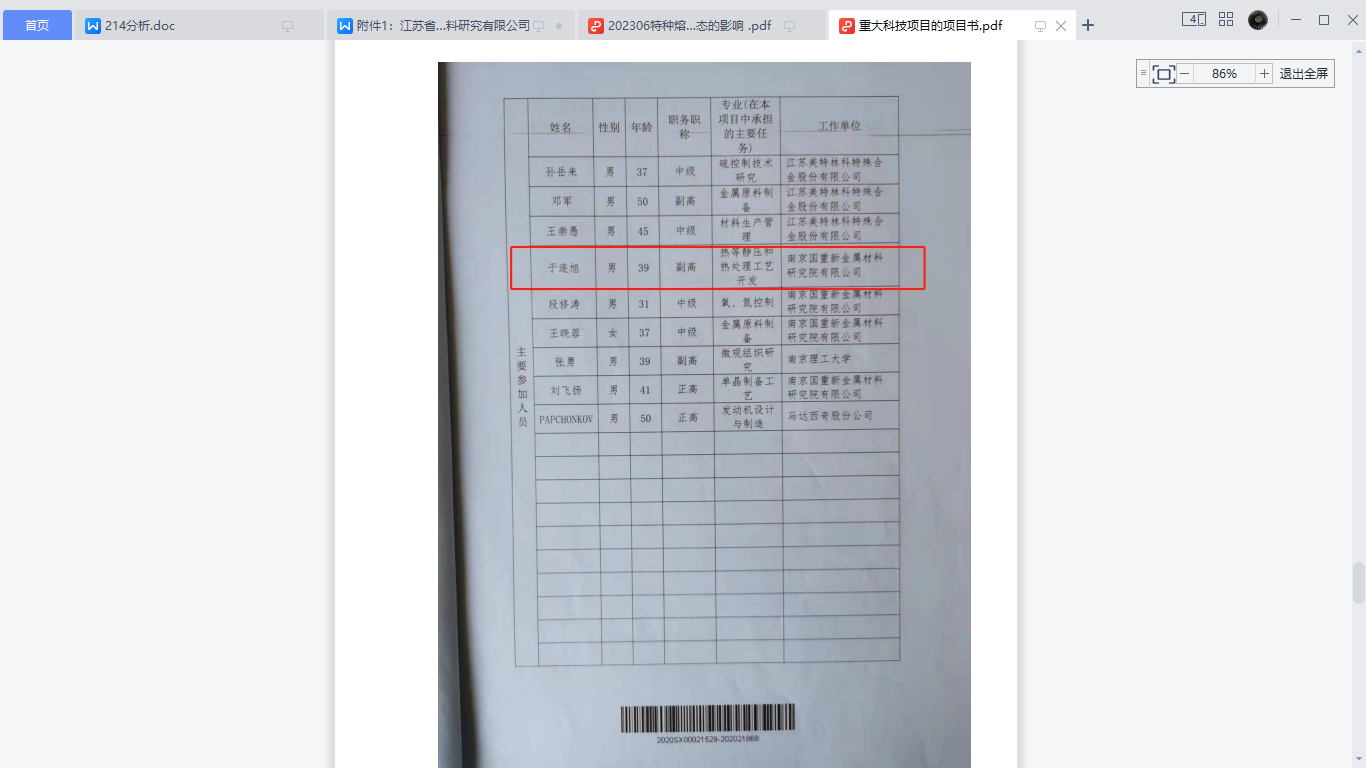 首页
214分析.doc
附件1：江苏省...料研究有限公司
202306特种熔...态的影响 .pdf
重大科技项目的项目书.pdf
4
86%
退出全屏
姓名
性别
年龄
职务职
称
专业(在本
项目中承担
的主要任
务)
工作单位
孙岳来
男
37
中级
硫控制技术
研究
江苏美特林科特殊合
金股份有限公司
邓军
男
50
副高
金属原料制
备
江苏美特林科特殊合
金股份有限公司
王崇愚
男
45
中级
材料生产管
理
江苏美特林科特殊合
金股份有限公司
于连旭
男
39
副高
热等静压和
热处理工艺
开发
南京国重新金属材料
研究院有限公司
段修涛
男
31
中级
氧、氮控制
南京国重新金属材料
研究院有限公司
王晓蓉
女
37
中级
金属原料制
备
南京国重新金属材料
研究院有限公司
张勇
男
39
副高
微观组织研
究
南京理工大学
刘飞扬
男
41
正高
单晶制备工
艺
南京国重新金属材料
研究院有限公司
PAPCHONKOV
男
50
正高
发动机设计
与制造
马达西奇股份公司
主要参加人员
2020SX00021529-202021868